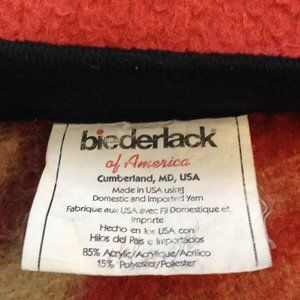 biederlack
of America
Cumberland, MD, USA
Made in USA using
Domestic and Imported Yarn
Fabrique aux USA avec Fil Domestique et
Importe
Hecho en los USA con
Hilos del Pais e Importados
85% Acrylic/Acrylique/Acrilico
15% Polyester/Poliester